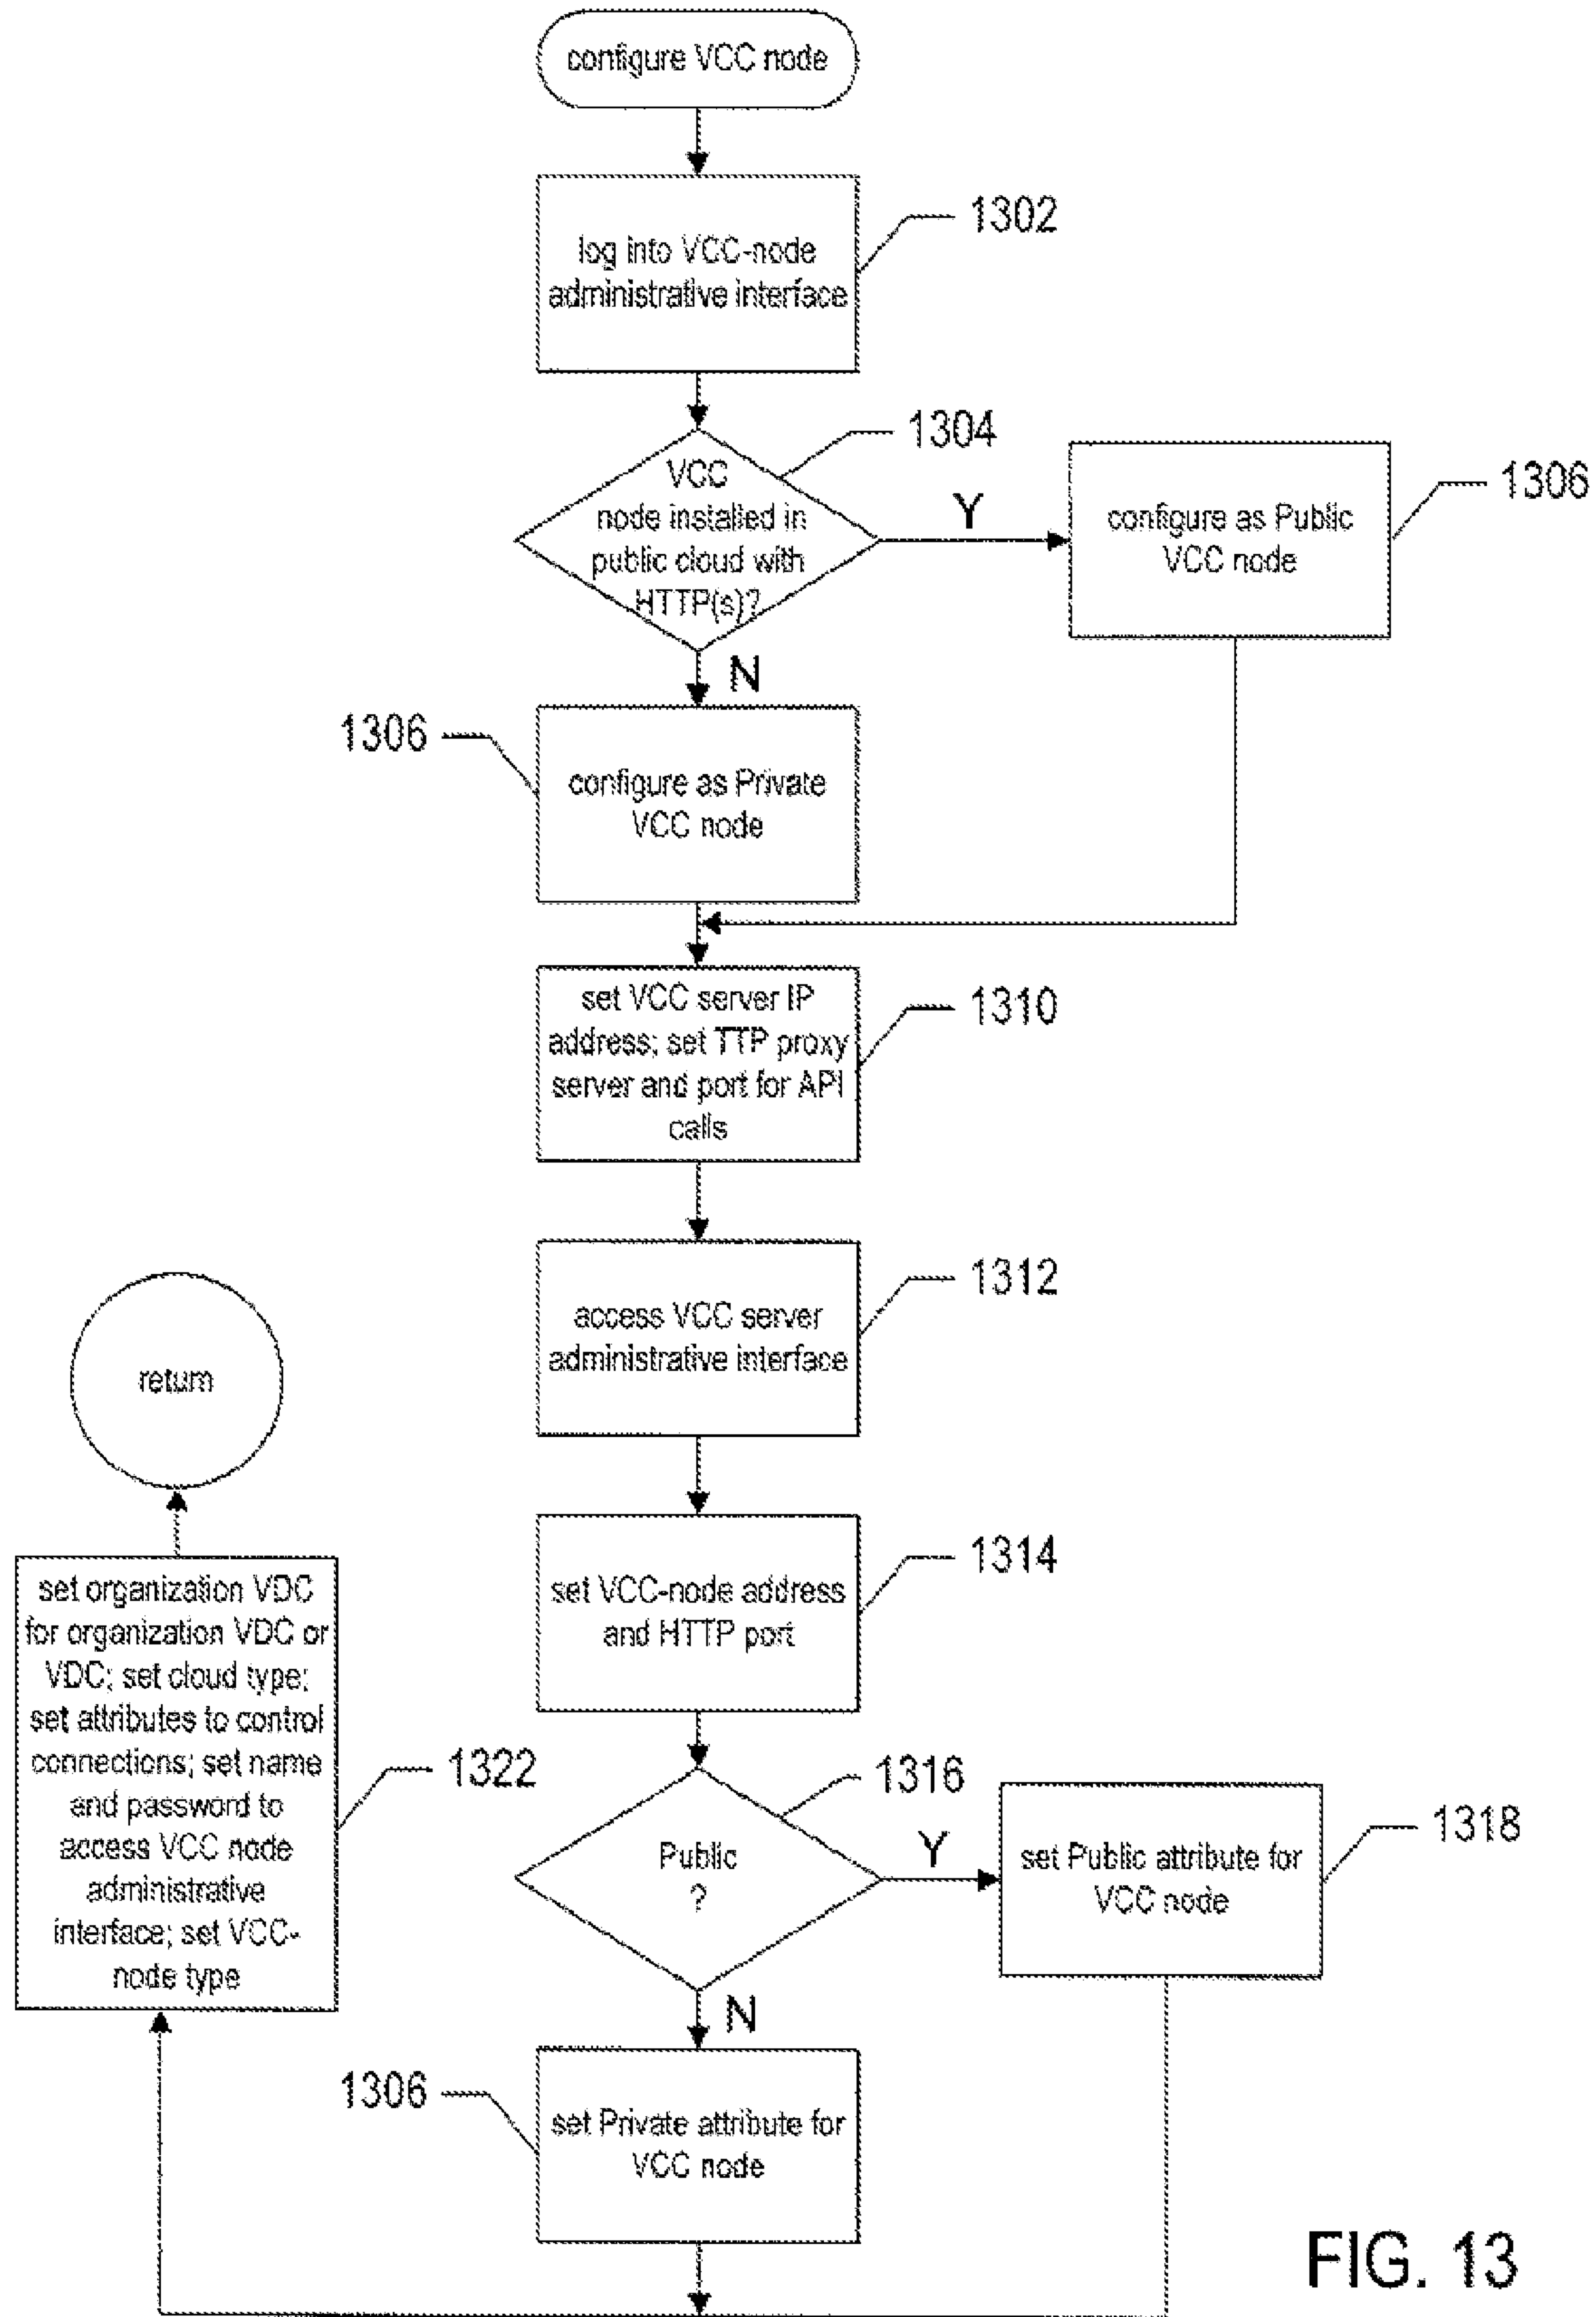 configure VCC node
log into VCC-node
administrative interface
1302
VCC
node installed in
public cloud with
HTTP(s)?
1304
Y
configure as Public
VCC node
1306
N
1306
configure as Private
VCC node
set VCC server IP
address; set TTP proxy
server and port for API
calls
1310
access VCC server
administrative interface
1312
return
set VCC-node address
and HTTP port
1314
set organization VDC
for organization VDC or
VDC; set cloud type;
set attributes to control
connections; set name
and password to
access VCC node
administrative
interface; set VCC-
node type
1322
Public
?
1316
Y
set Public attribute for
VCC node
1318
N
1306
set Private attribute for
VCC node
FIG. 13